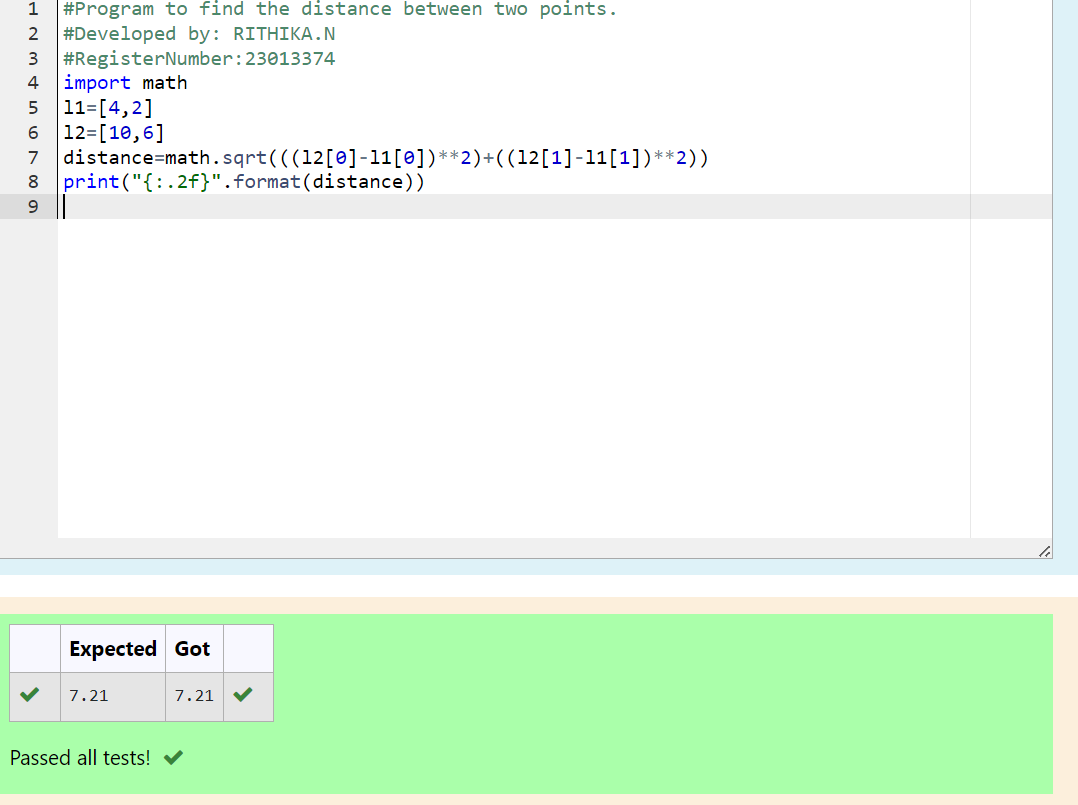 1 #Program to find the distance between two points.
2 #Developed by: RITHIKA.N
3 #RegisterNumber:23013374
4 import math
5 l1=[4,2]
6 l2=[10,6]
7 distance=math.sqrt(((l2[0]-l1[0])**2)+((l2[1]-l1[1])**2))
8 print("{:.2f}".format(distance))
9
Expected Got
7.21 7.21
Passed all tests!